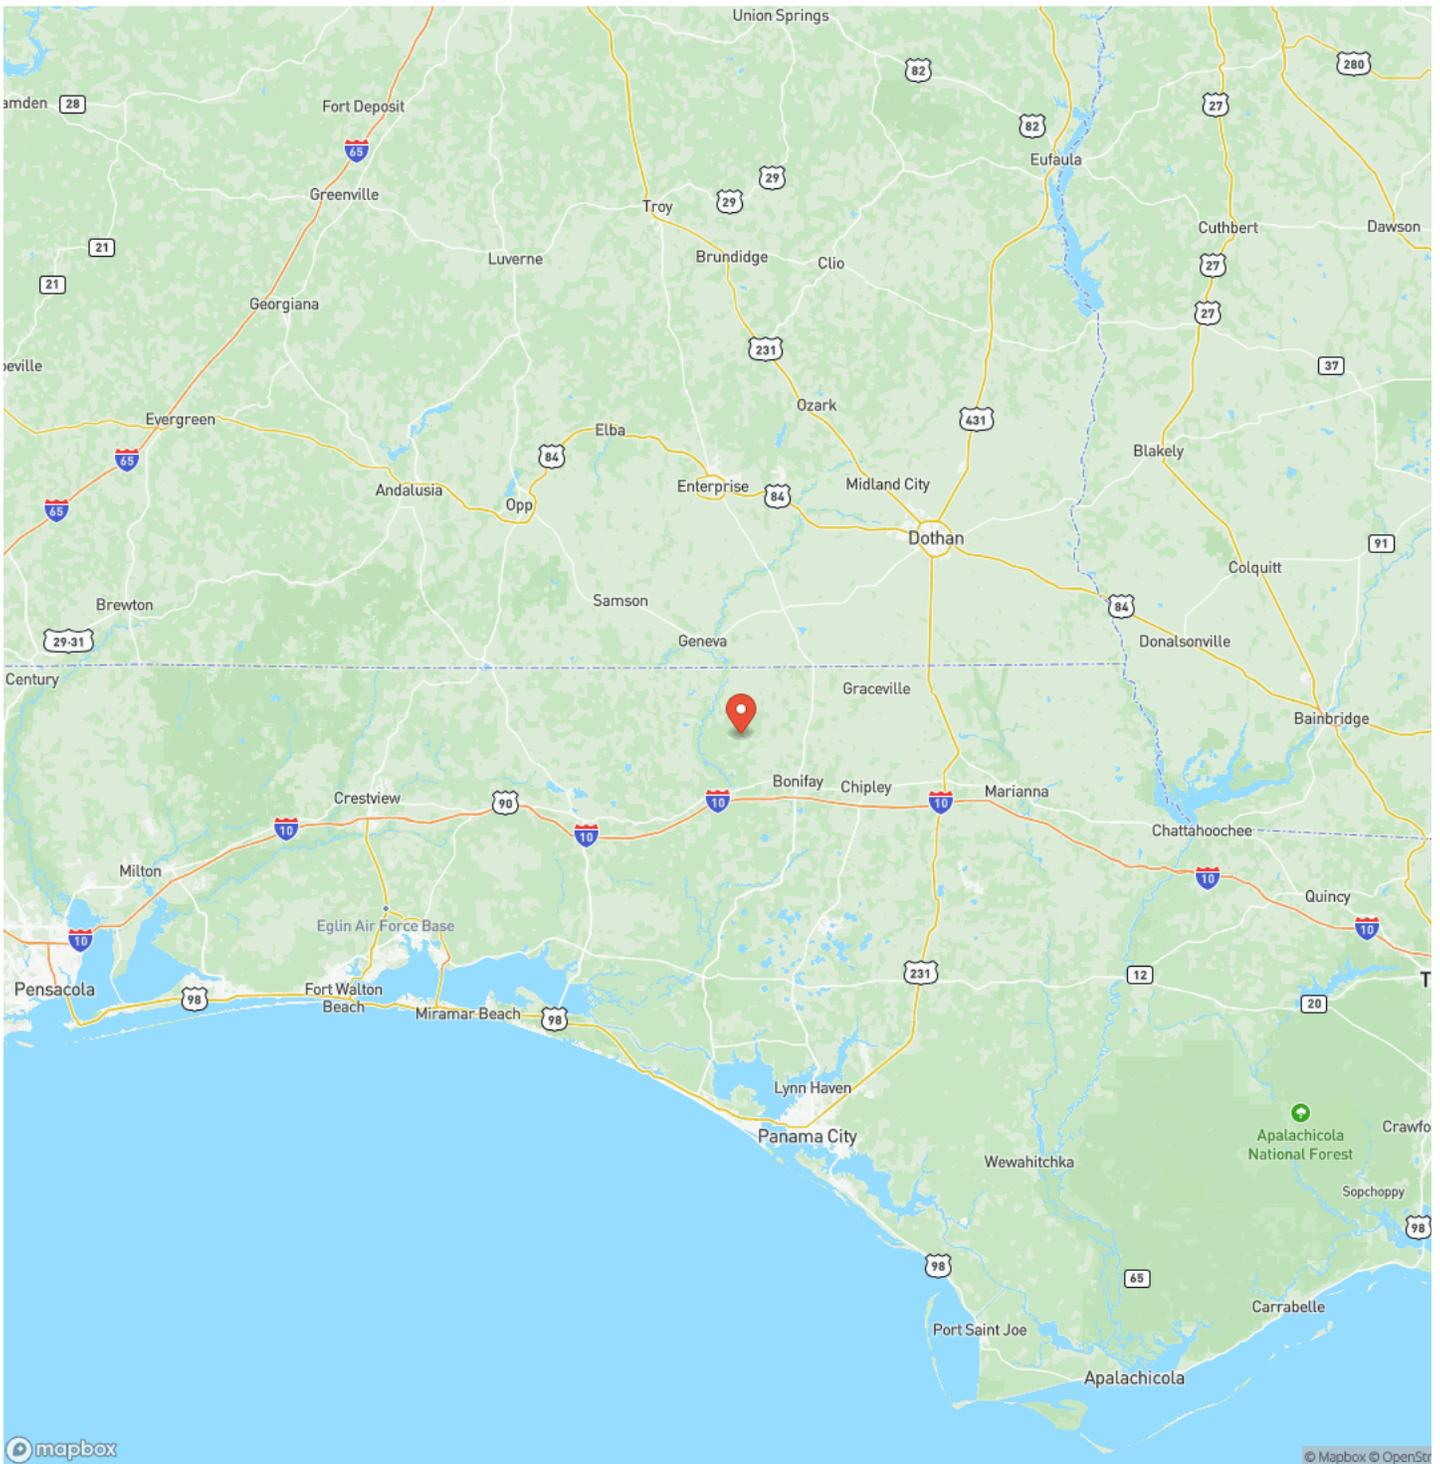 Union Springs
82
280
amden
28
Fort Deposit
27
82
65
Eufaula
29
Greenville
29
Troy
Cuthbert
Dawson
21
Brundidge
Clio
Luverne
27
21
Georgiana
27
231
peville
37
Ozark
Evergreen
431
Elba
84
Blakely
65
Enterprise
Midland City
Andalusia
84
Opp
65
Dothan
91
Colquitt
Samson
Brewton
84
29-31
Geneva
Donalsonville
Century
Graceville
Bainbridge
Bonifay
Chipley
Marianna
Crestview
90
10
10
10
10
Chattahoochee
Milton
10
Quincy
Eglin Air Force Base
10
10
231
12
T
Pensacola
98
Fort Walton
Beach
Miramar Beach
98
20
Lynn Haven
Panama City
Apalachicola
National Forest
Crawfo
Wewahitchka
Sopchoppy
98
98
65
Carrabelle
Port Saint Joe
Apalachicola
mapbox
© Mapbox © OpenStr